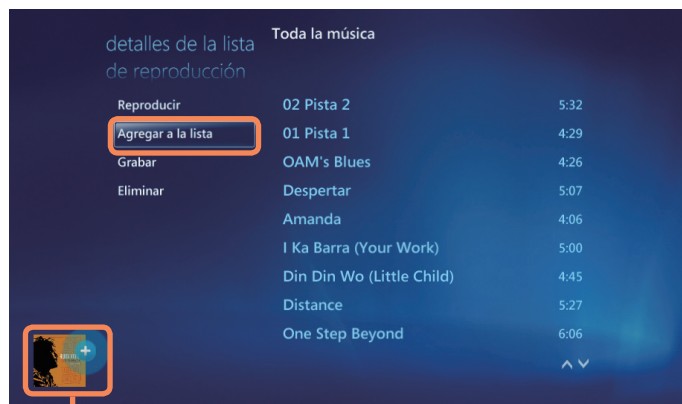 detalles de la lista
de reproducción
Toda la música
Reproducir
Agregar a la lista
Grabar
Eliminar
02 Pista 2 5:32
01 Pista 1 4:29
OAM's Blues 4:26
Despertar 5:07
Amanda 4:06
I Ka Barra (Your Work) 5:00
Din Din Wo (Little Child) 4:45
Distance 5:27
One Step Beyond 6:06